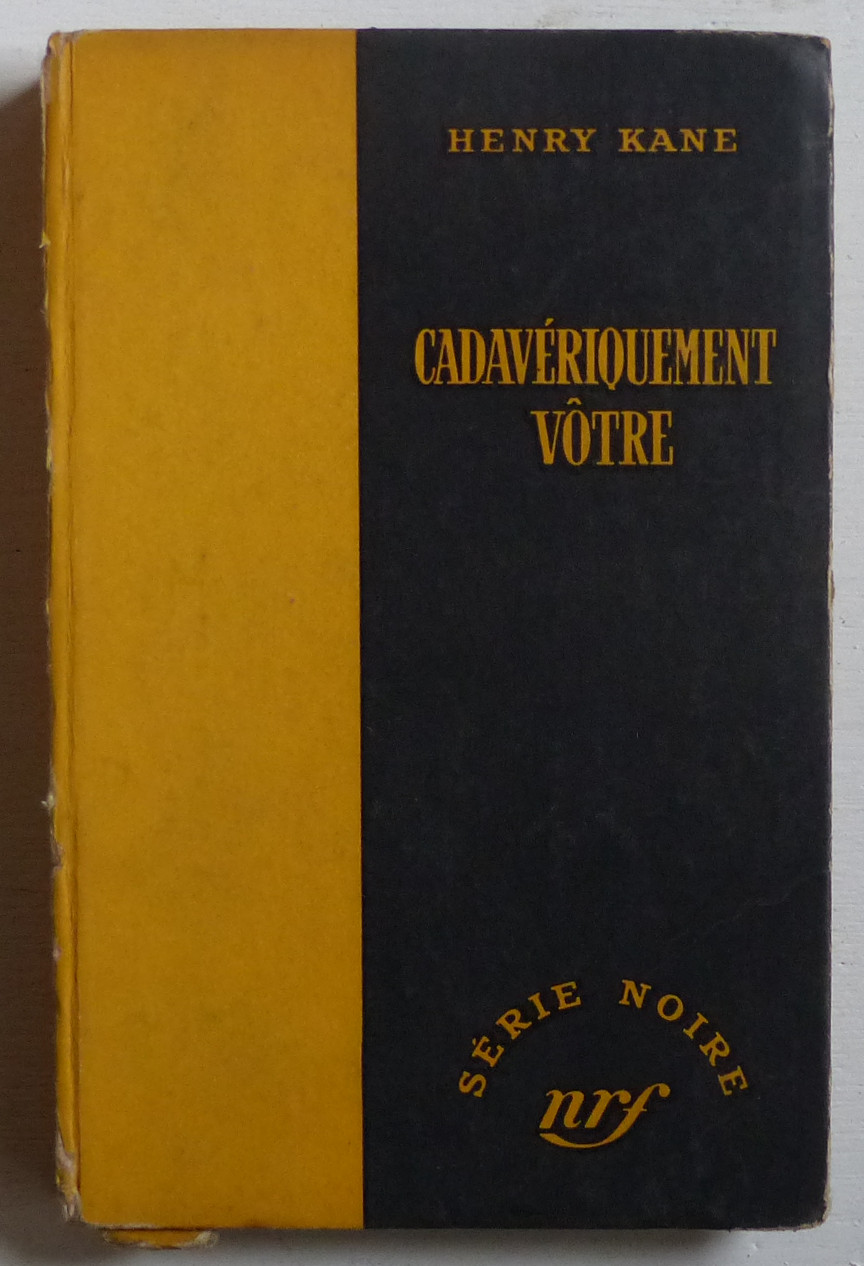 HENRY KANE
CADAVÉRIQUEMENT
VÔTRE
SÉRIE NOIRE
nrf